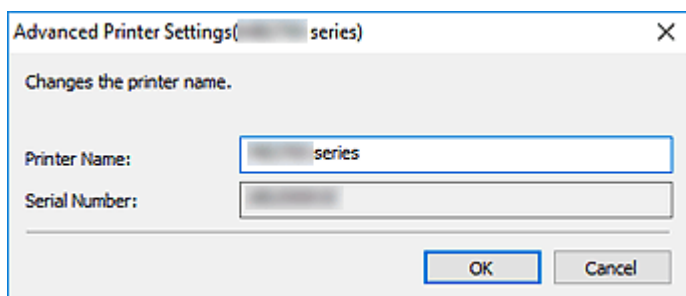 Advanced Printer Settings( series)
Changes the printer name.
Printer Name: series
Serial Number:
OK Cancel